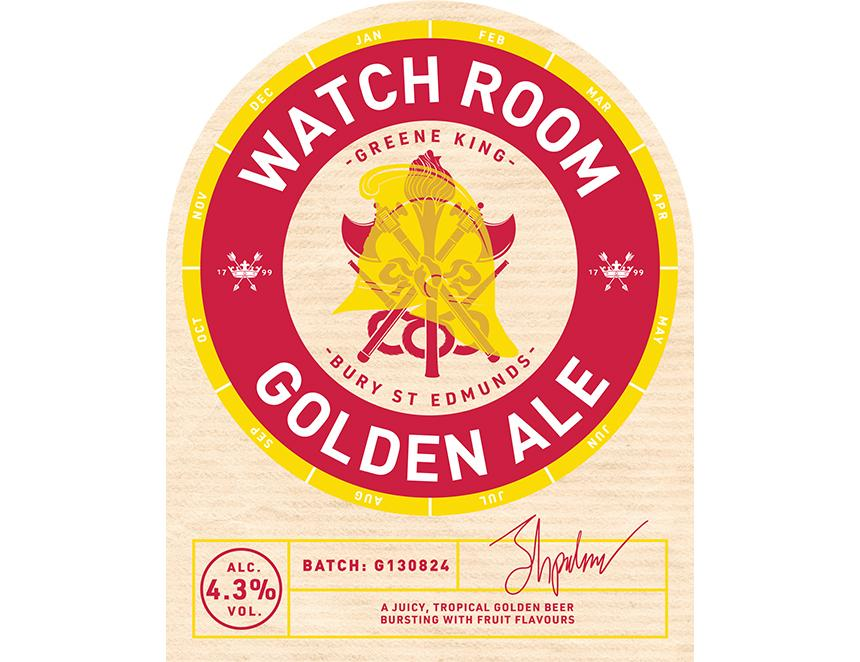 JAN
FEB
MAR
APR
MAY
JUN
JUL
AUG
SEP
OCT
NOV
DEC
WATCH ROOM
-GREENE KING-
17 99
17 99
-BURY ST EDMUNDS-
GOLDEN ALE
ALC.
4.3%
VOL.
BATCH: G130824
A JUICY, TROPICAL GOLDEN BEER
BURSTING WITH FRUIT FLAVOURS